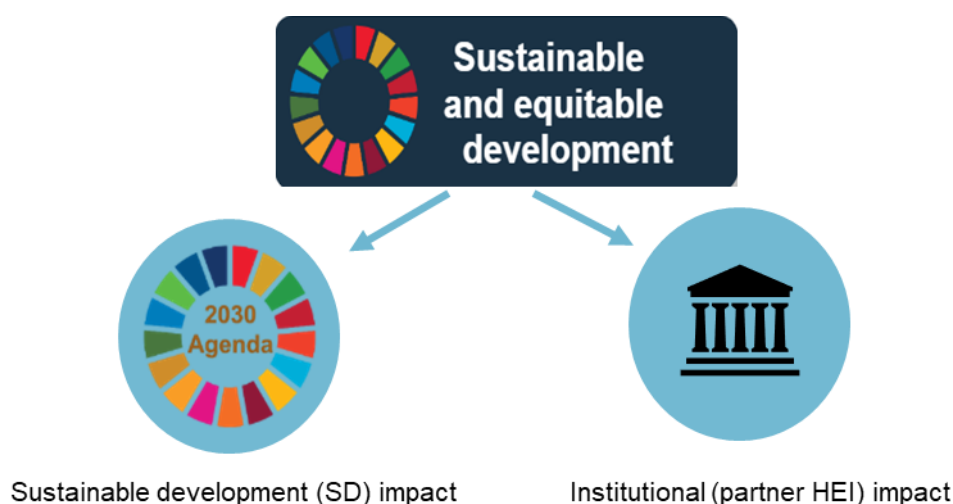 Sustainable
and equitable
development
2030
Agenda
Sustainable development (SD) impact
Institutional (partner HEI) impact